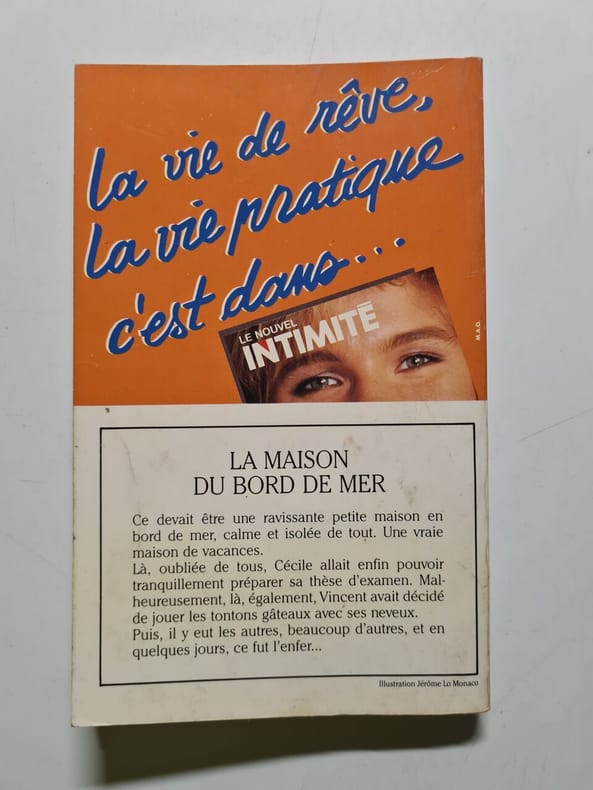 la vie de rêve,
la vie pratique
c'est dans...
LE NOUVEL
INTIMITÉ
O.Y.W.
LA MAISON
DU BORD DE MER
Ce devait être une ravissante petite maison en
bord de mer, calme et isolée de tout. Une vraie
maison de vacances.
Là, oubliée de tous, Cécile allait enfin pouvoir
tranquillement préparer sa thèse d'examen. Mal-
heureusement, là, également, Vincent avait décidé
de jouer les tontons gâteaux avec ses neveux.
Puis, il y eut les autres, beaucoup d'autres, et en
quelques jours, ce fut l'enfer...
Illustration Jérôme Lo Monaco